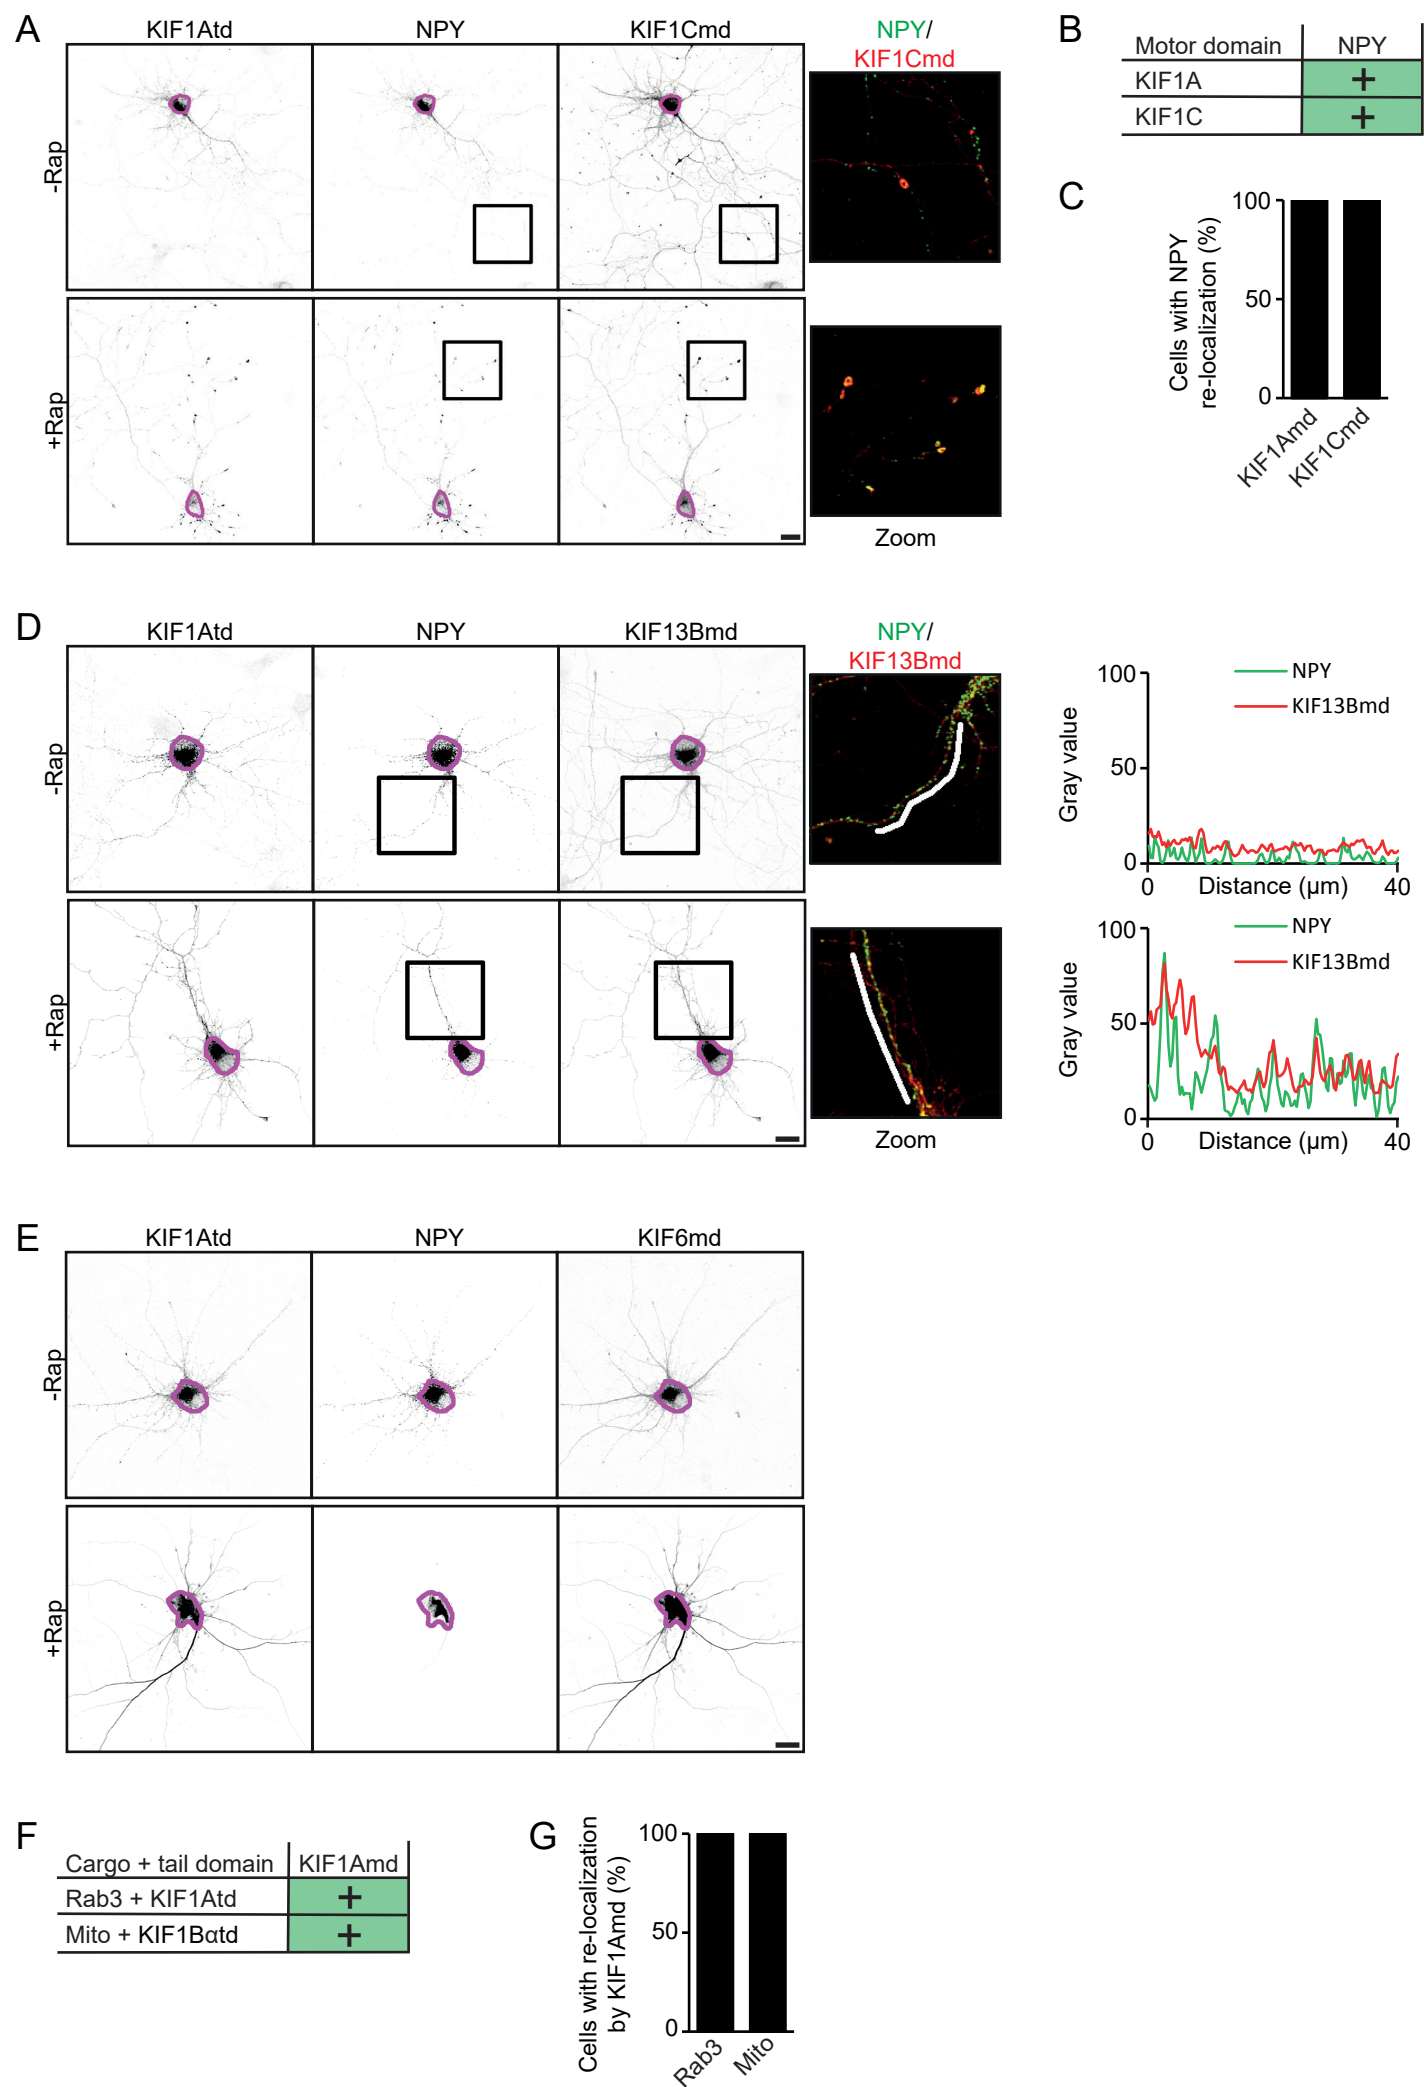 A
KIF1Atd
NPY
KIF1Cmd
NPY/
KIF1Cmd
-Rap
+Rap
Zoom
B
Motor domain
NPY
KIF1A
+
KIF1C
+
C
Cells with NPY
re-localization (%)
100
50
0
KIF1Amd
KIF1Cmd
D
KIF1Atd
NPY
KIF13Bmd
NPY/
KIF13Bmd
-Rap
+Rap
Zoom
Gray value
100
50
0
NPY
KIF13Bmd
0
Distance (µm)
40
Gray value
100
50
0
NPY
KIF13Bmd
0
Distance (µm)
40
E
KIF1Atd
NPY
KIF6md
-Rap
+Rap
F
Cargo + tail domain
KIF1Amd
Rab3 + KIF1Atd
+
Mito + KIF1Bαtd
+
G
Cells with re-localization
by KIF1Amd (%)
100
50
0
Rab3
Mito